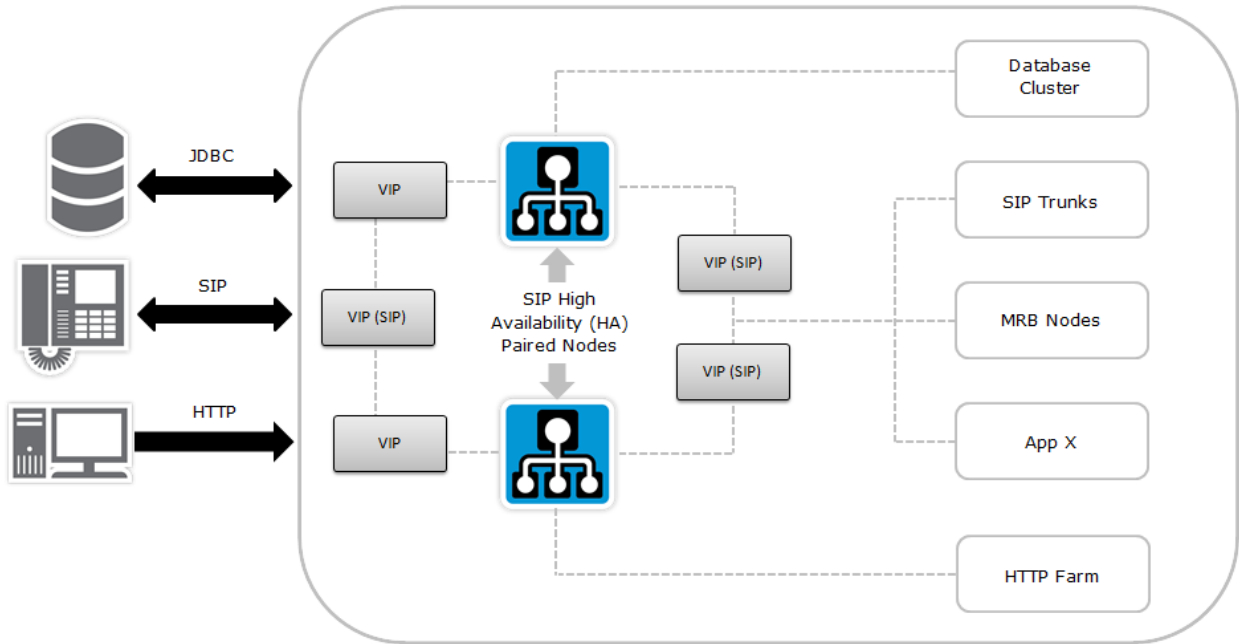 JDBC
SIP
HTTP
VIP
VIP (SIP)
VIP
SIP High
Availability (HA)
Paired Nodes
VIP (SIP)
VIP (SIP)
Database
Cluster
SIP Trunks
MRB Nodes
App X
HTTP Farm